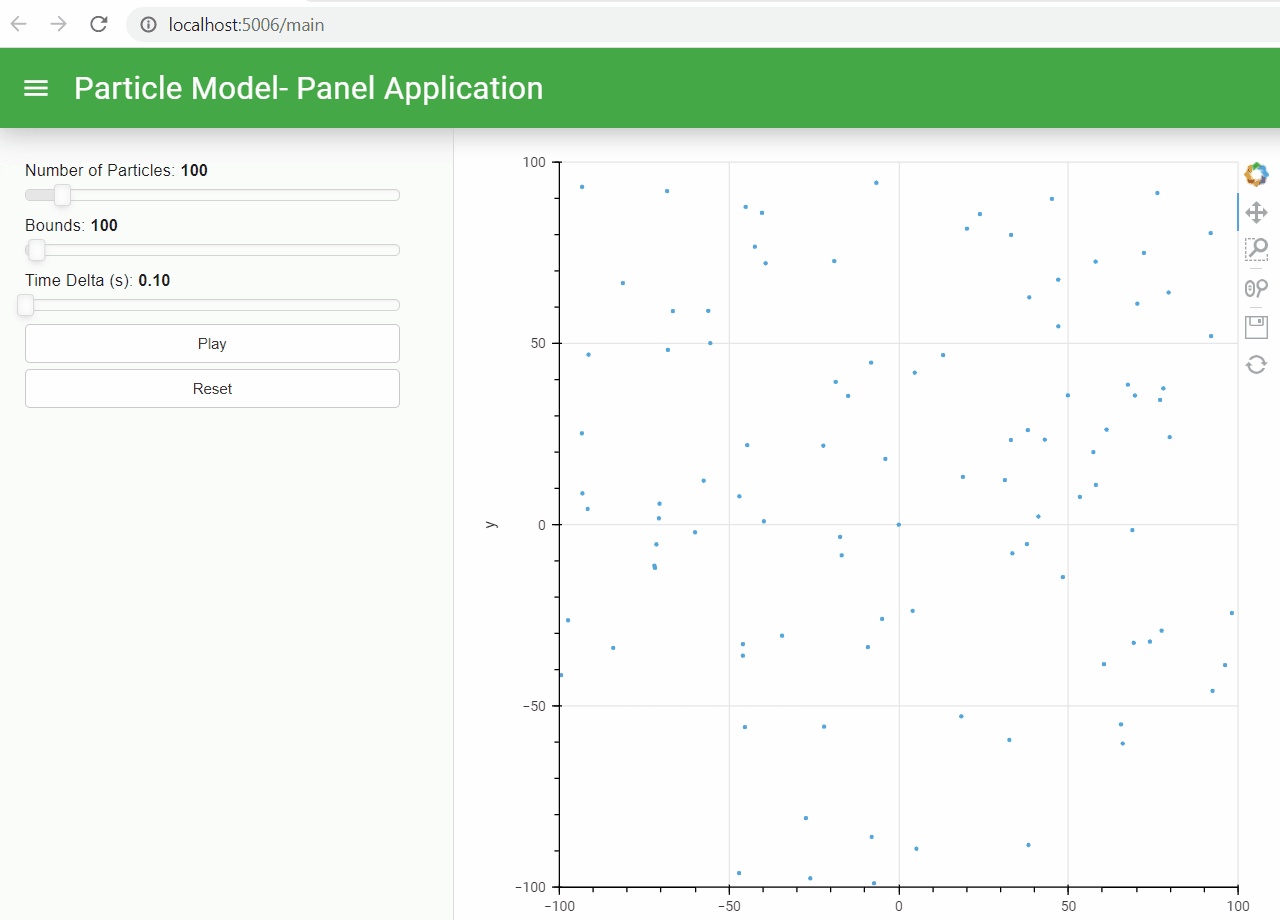 localhost:5006/main
Particle Model- Panel Application
Number of Particles: 100
Bounds: 100
Time Delta (s): 0.10
Play
Reset
100
50
0
−50
−100
y
−100
−50
0
50
100